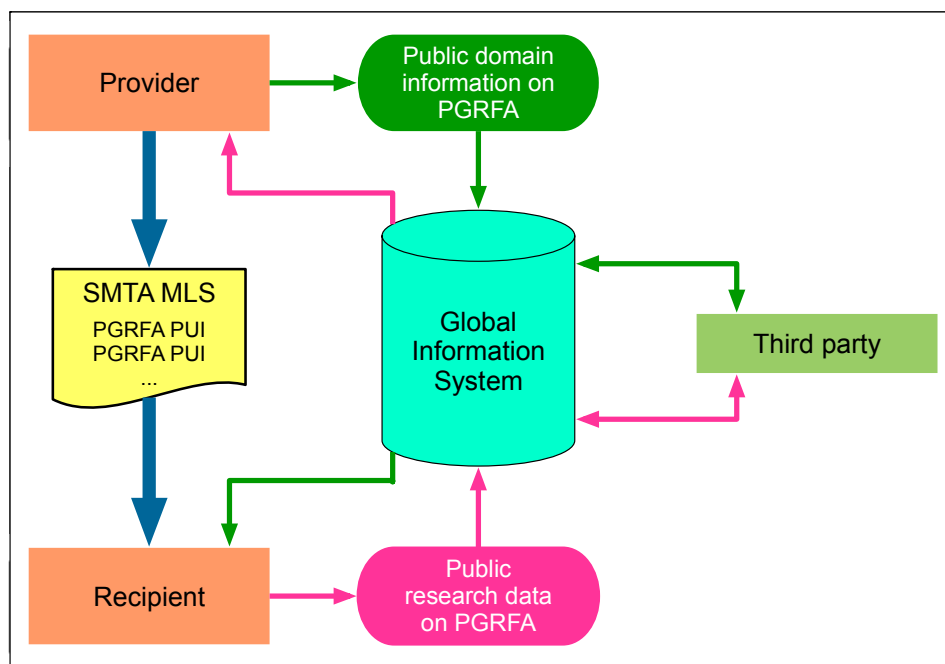 Provider
Public domain
information on
PGRFA
SMTA MLS
PGRFA PUI
PGRFA PUI
...
Global
Information
System
Third party
Recipient
Public
research data
on PGRFA